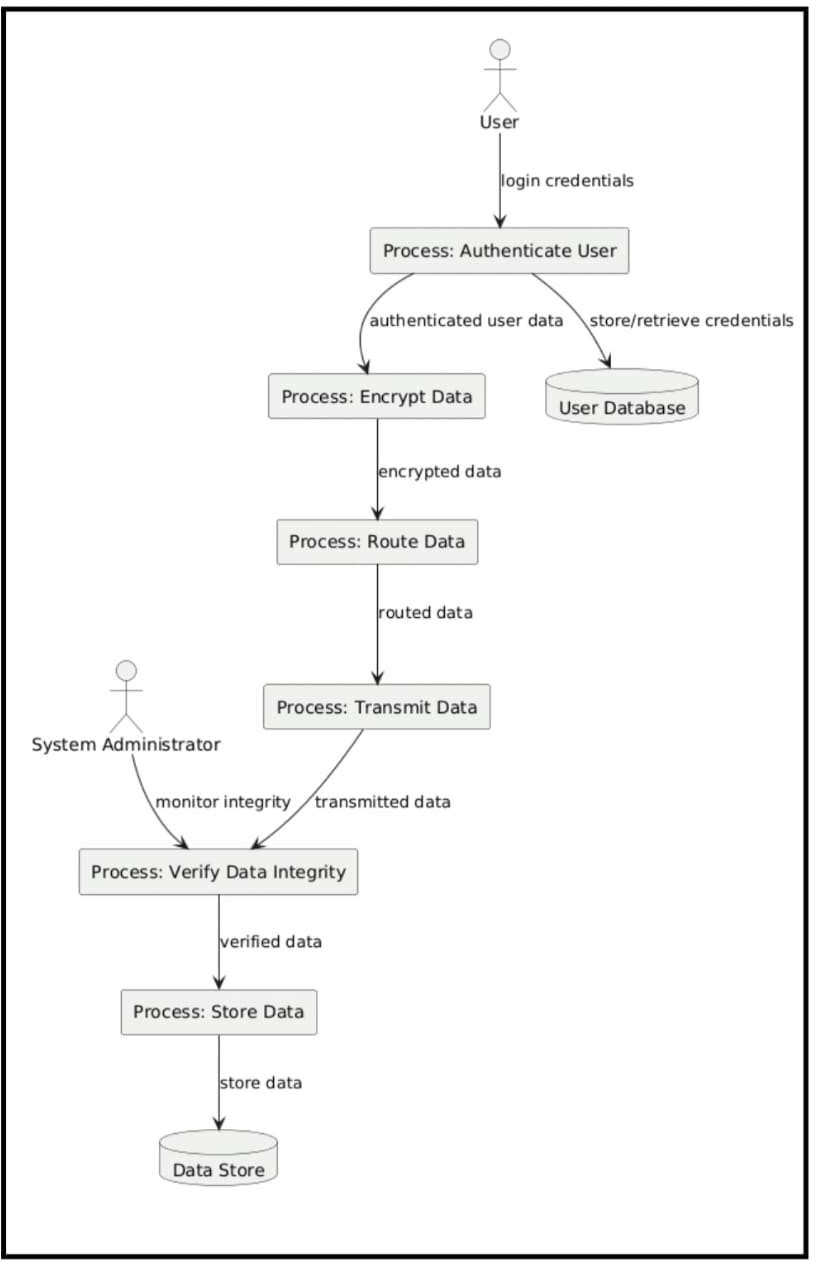 User
login credentials
Process: Authenticate User
authenticated user data
store/retrieve credentials
Process: Encrypt Data
User Database
encrypted data
Process: Route Data
routed data
Process: Transmit Data
System Administrator
monitor integrity
transmitted data
Process: Verify Data Integrity
verified data
Process: Store Data
store data
Data Store